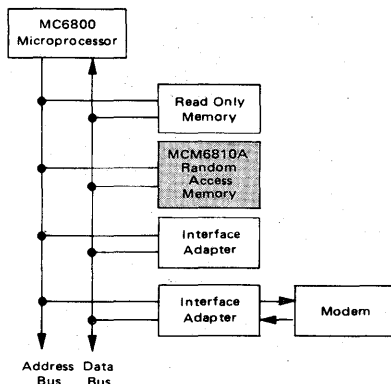 MC6800
Microprocessor
Read Only
Memory
MCM6810A
Random
Access
Memory
Interface
Adapter
Interface
Adapter
Modem
Address Data
Bus Bus